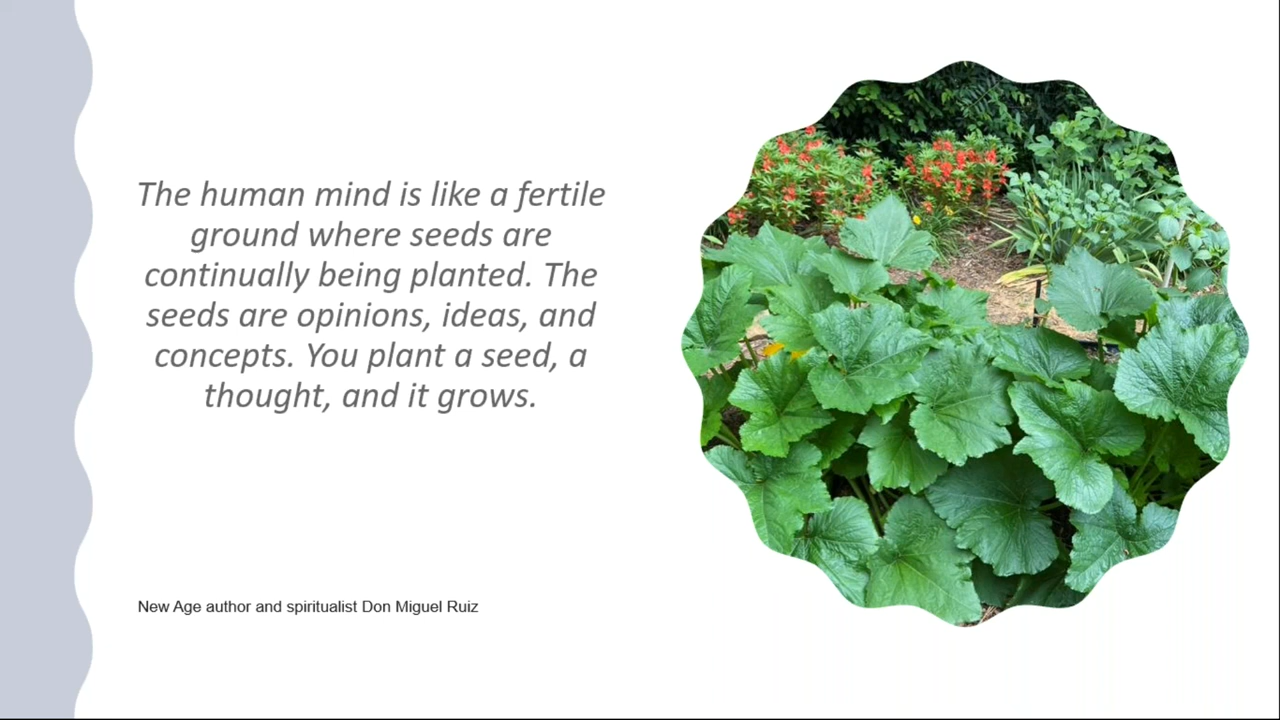 The human mind is like a fertile
ground where seeds are
continually being planted. The
seeds are opinions, ideas, and
concepts. You plant a seed, a
thought, and it grows.
New Age author and spiritualist Don Miguel Ruiz